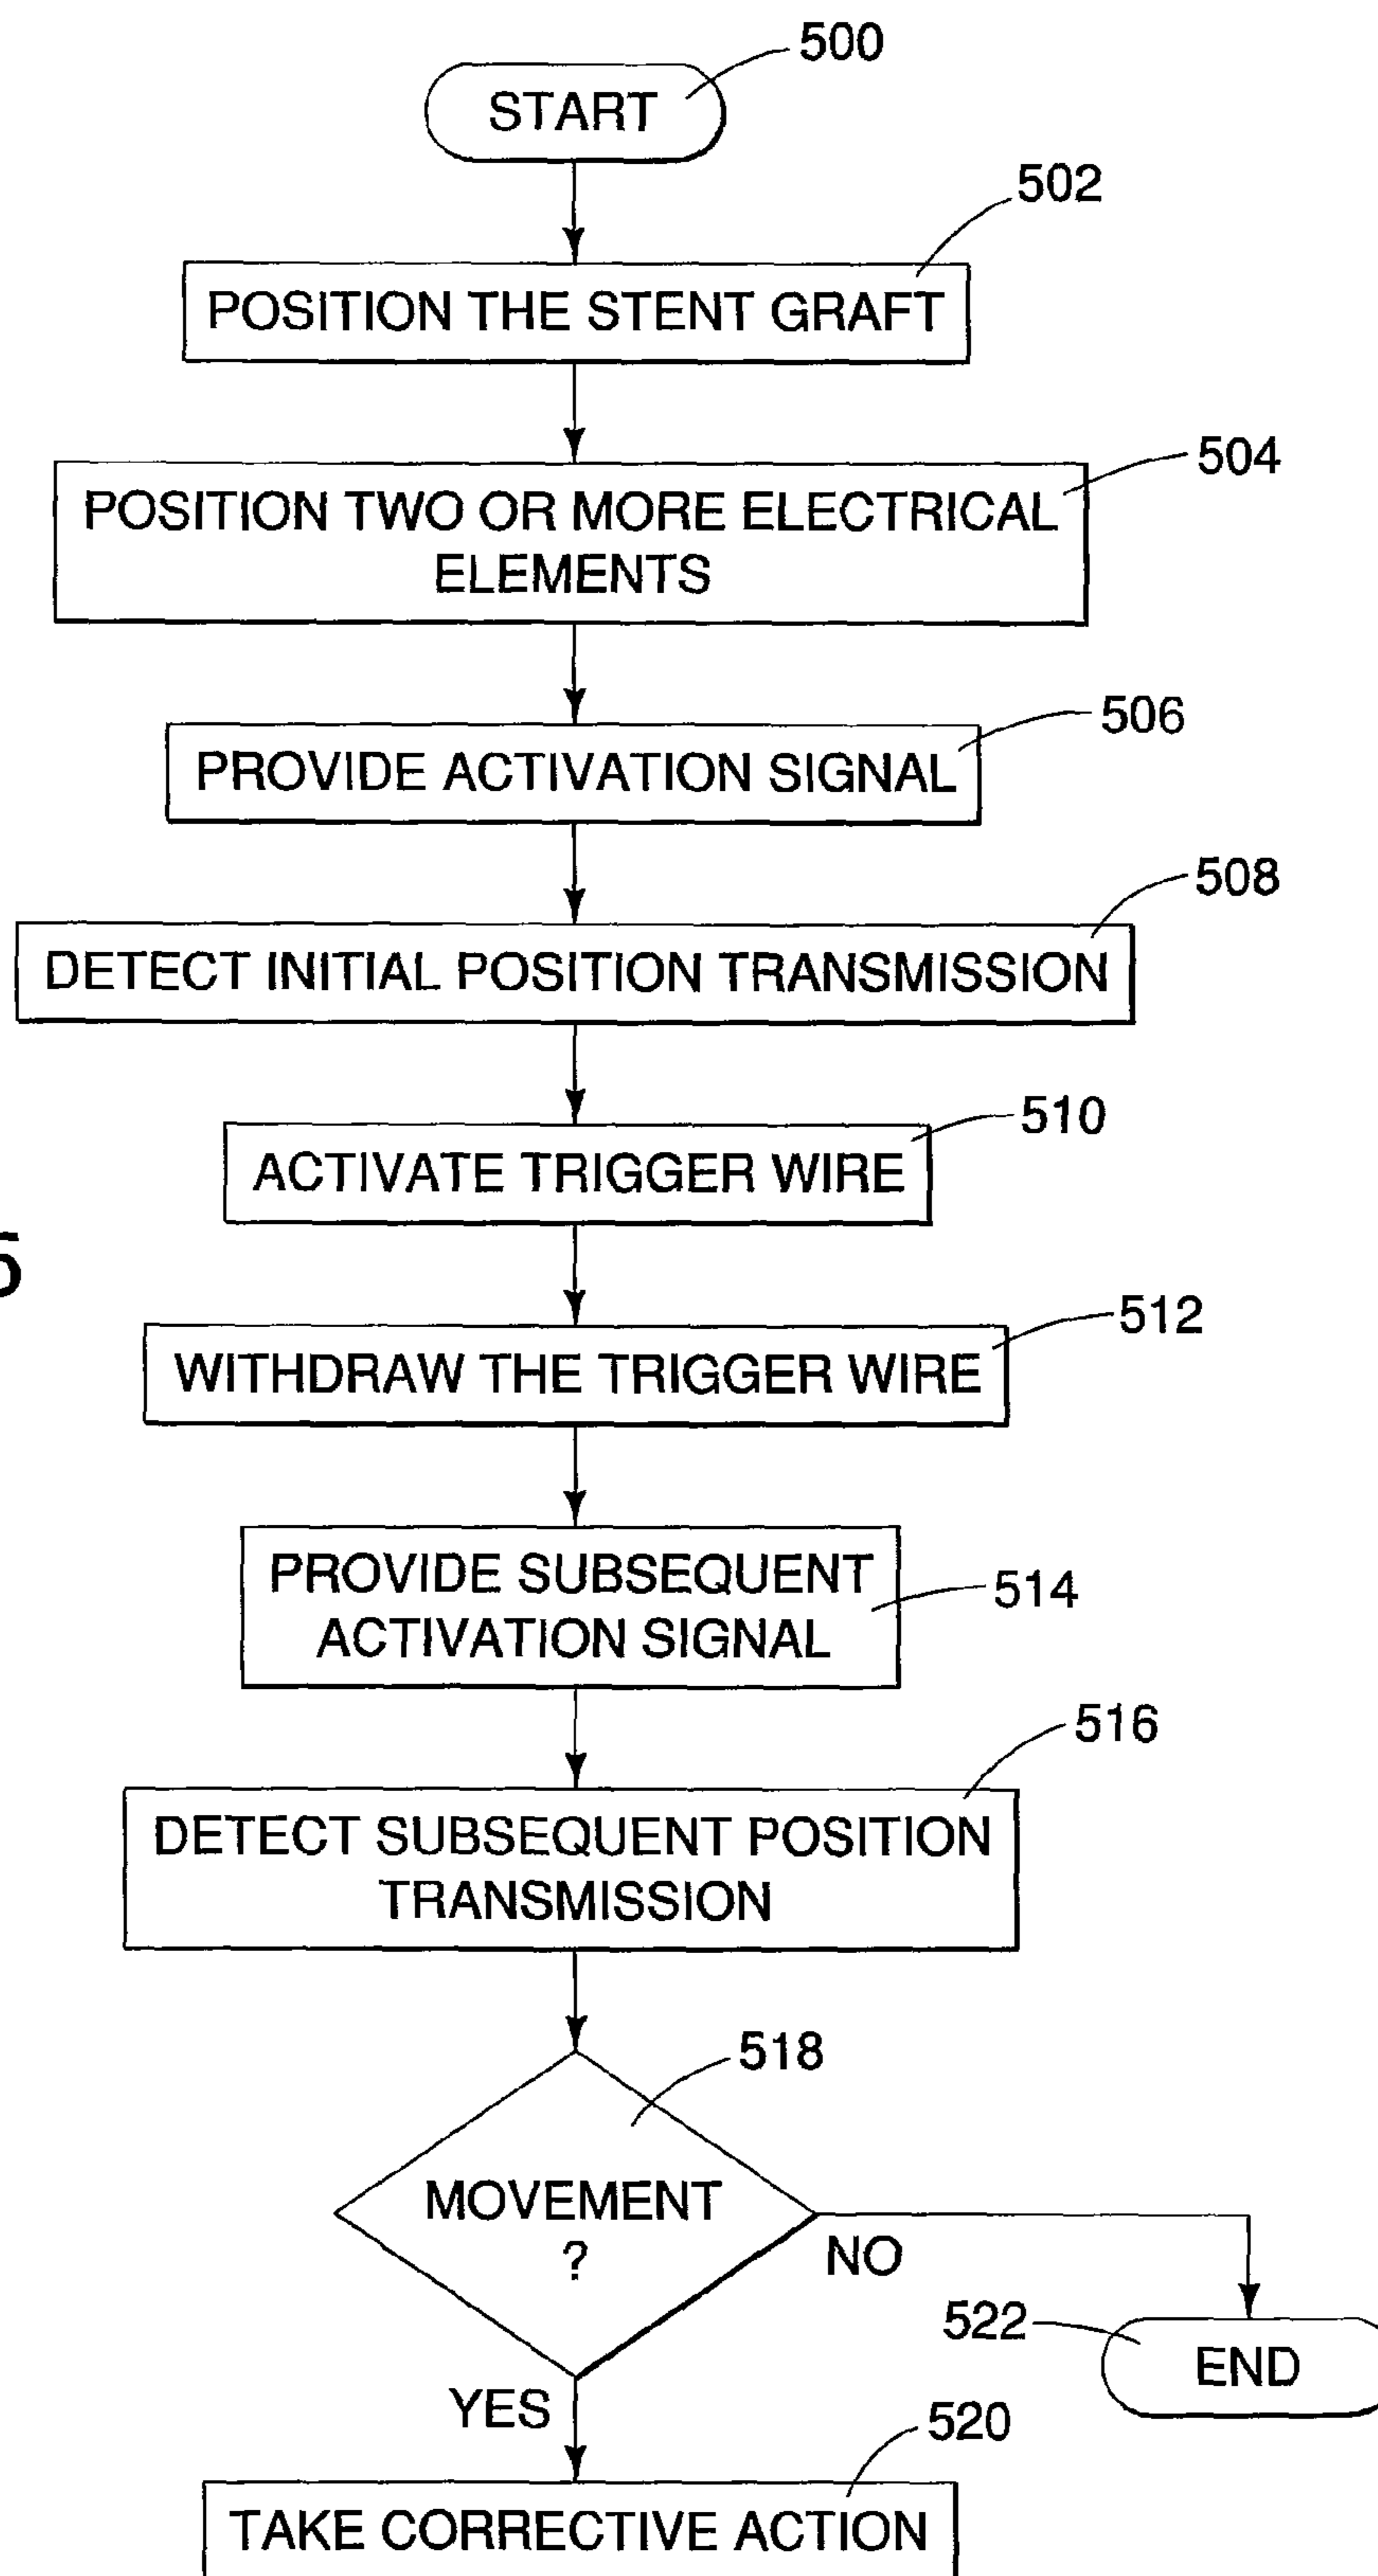 500
START
502
POSITION THE STENT GRAFT
504
POSITION TWO OR MORE ELECTRICAL
ELEMENTS
506
PROVIDE ACTIVATION SIGNAL
508
DETECT INITIAL POSITION TRANSMISSION
510
ACTIVATE TRIGGER WIRE
5
512
WITHDRAW THE TRIGGER WIRE
PROVIDE SUBSEQUENT
ACTIVATION SIGNAL
514
516
DETECT SUBSEQUENT POSITION
TRANSMISSION
518
MOVEMENT
?
NO
522
END
YES
520
TAKE CORRECTIVE ACTION